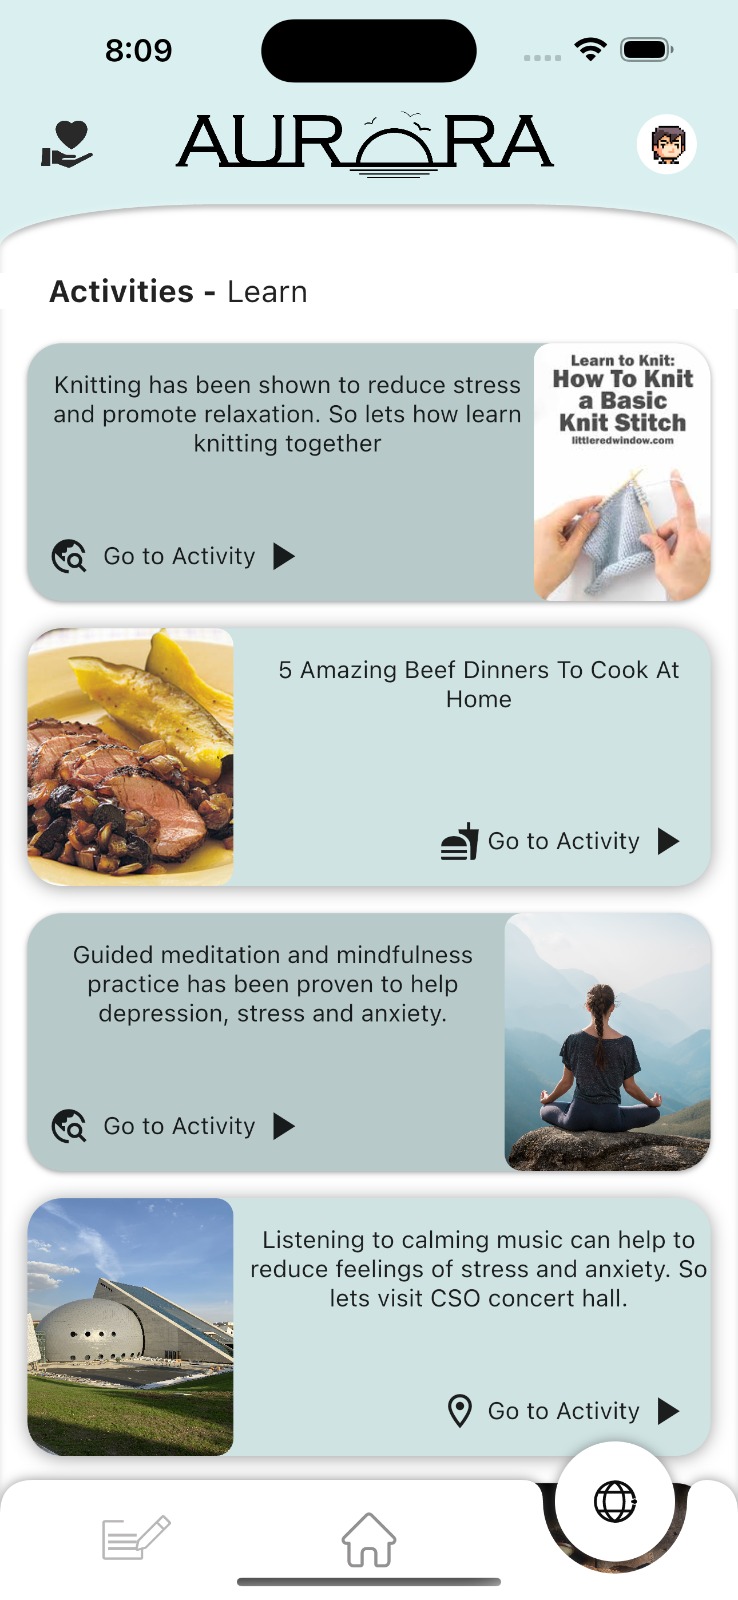 8:09
AURORA
Activities - Learn
Knitting has been shown to reduce stress
and promote relaxation. So lets how learn
knitting together
Go to Activity
Learn to Knit:
How To Knit
a Basic
Knit Stitch
littleredwindow.com
5 Amazing Beef Dinners To Cook At
Home
Go to Activity
Guided meditation and mindfulness
practice has been proven to help
depression, stress and anxiety.
Go to Activity
Listening to calming music can help to
reduce feelings of stress and anxiety. So
lets visit CSO concert hall.
Go to Activity